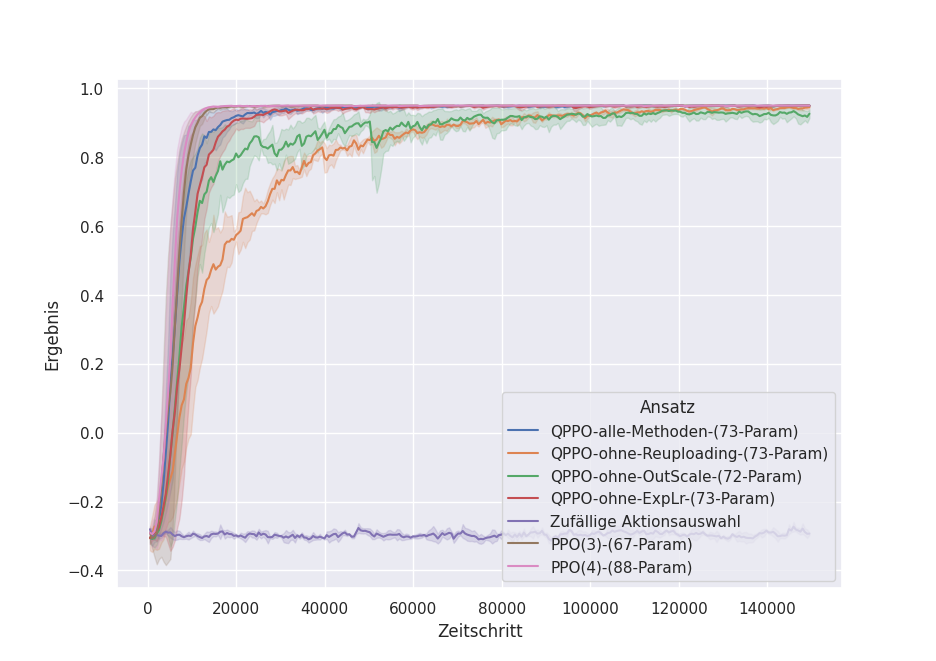 1.0
0.8
0.6
0.4
0.2
0.0
−0.2
−0.4
Ergebnis
0
20000
40000
60000
80000
100000
120000
140000
Zeitschritt
Ansatz
QPPO-alle-Methoden-(73-Param)
QPPO-ohne-Reuploading-(73-Param)
QPPO-ohne-OutScale-(72-Param)
QPPO-ohne-ExpLr-(73-Param)
Zufällige Aktionsauswahl
PPO(3)-(67-Param)
PPO(4)-(88-Param)